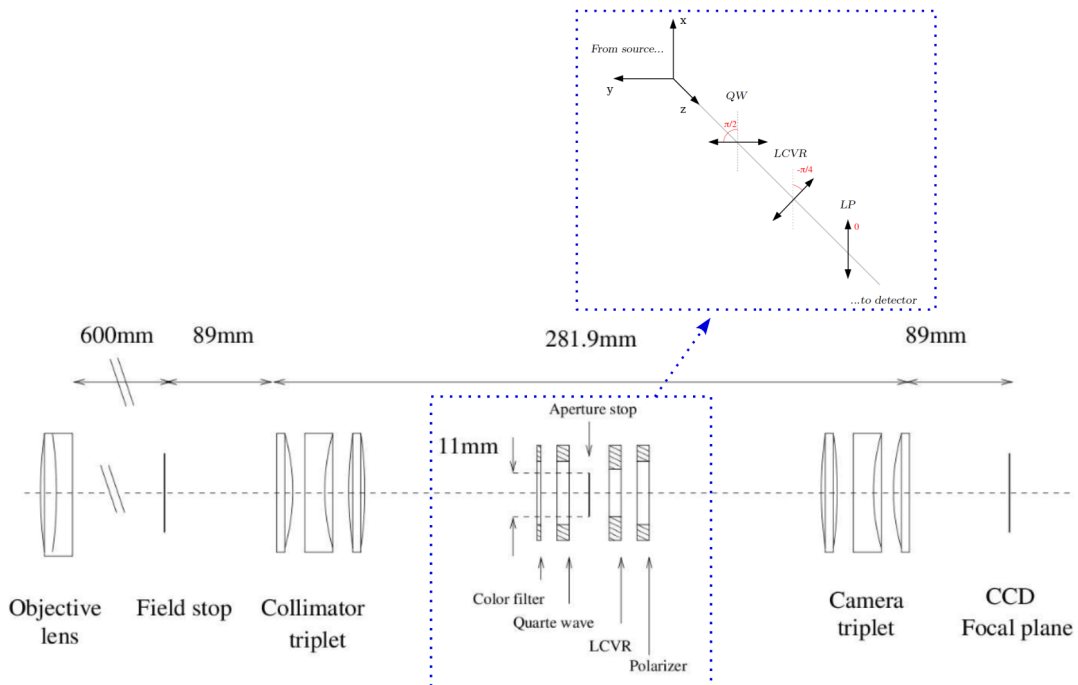 x
From source...
y
z
QW
π/2
LCVR
-π/4
LP
0
...to detector
600mm
89mm
281.9mm
89mm
Aperture stop
11mm
Color filter
Quarte wave
LCVR
Polarizer
Objective
lens
Field stop
Collimator
triplet
Camera
triplet
CCD
Focal plane